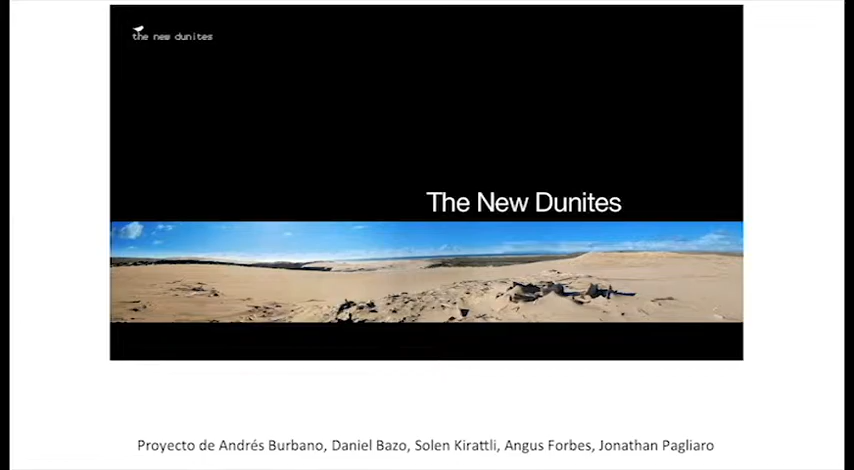 the new dunites
The New Dunites
Proyecto de Andrés Burbano, Daniel Bazo, Solen Kirattli, Angus Forbes, Jonathan Pagliaro